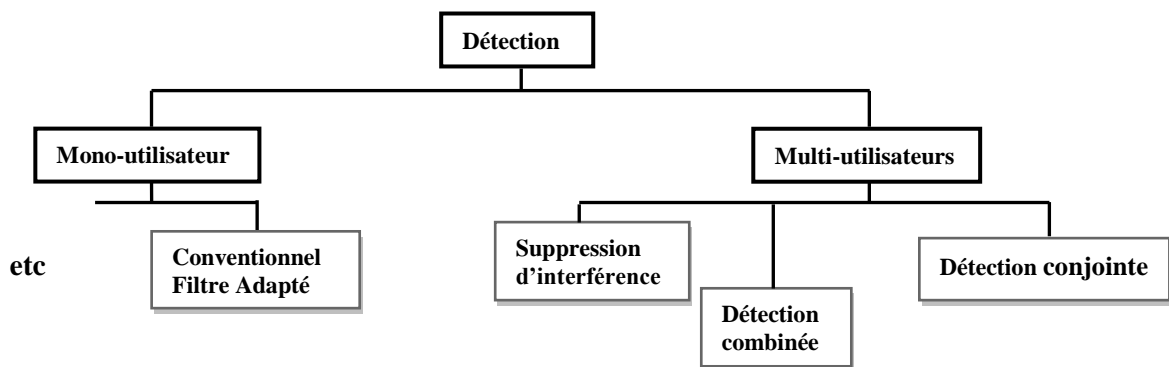 Détection
Mono-utilisateur
Multi-utilisateurs
etc
Conventionnel
Filtre Adapté
Suppression
d'interférence
Détection
combinée
Détection conjointe